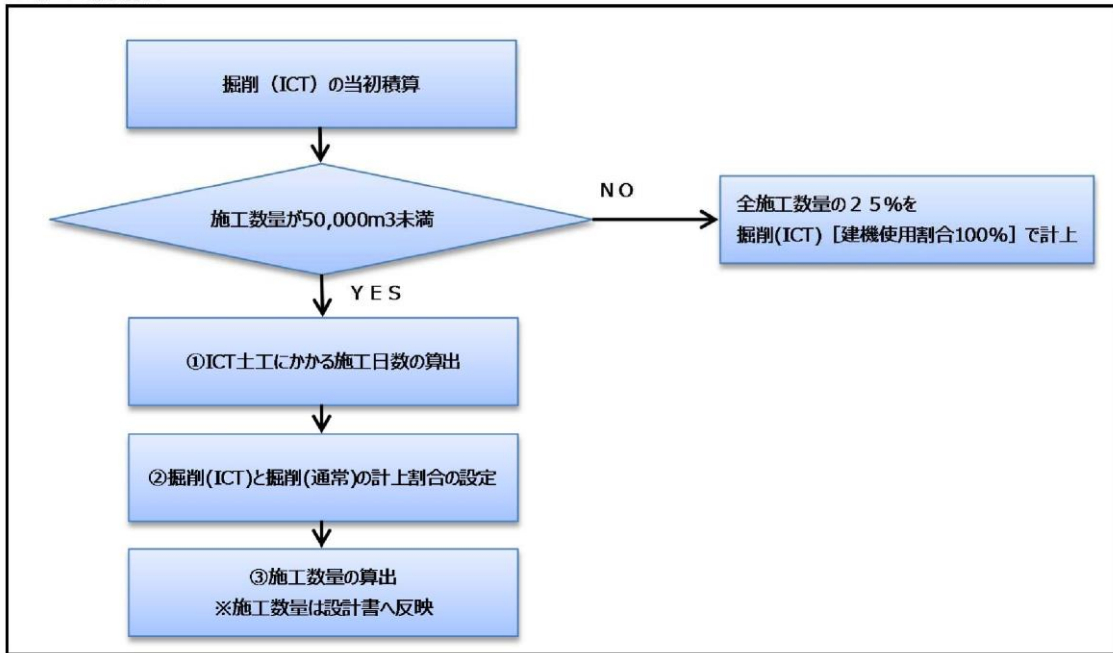 掘削（ICT）の当初積算
施工数量が50,000m3未満
ＮＯ
全施工数量の２５％を
掘削(ICT)［建機使用割合100％］で計上
ＹＥＳ
①ICT土工にかかる施工日数の算出
②掘削(ICT)と掘削(通常)の計上割合の設定
③施工数量の算出
※施工数量は設計書へ反映